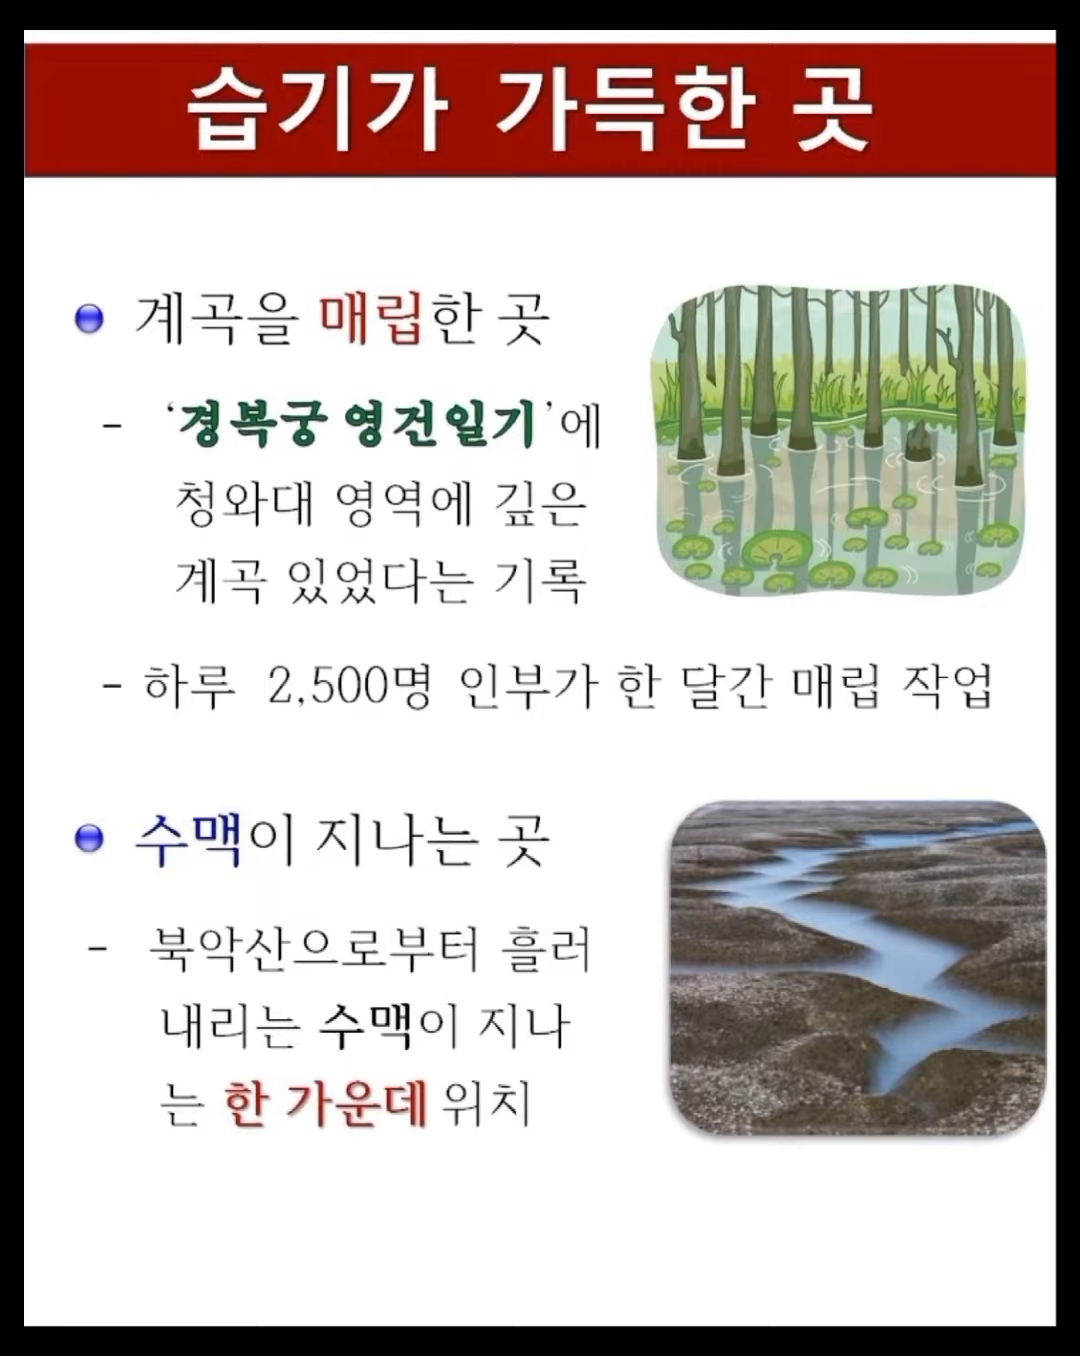 습기가 가득한 곳
계곡을 매립한 곳
- ‘경복궁 영건일기’에
청와대 영역에 깊은
계곡 있었다는 기록
- 하루 2,500명 인부가 한 달간 매립 작업
수맥이 지나는 곳
- 북악산으로부터 흘러
내리는 수맥이 지나
는 한 가운데 위치